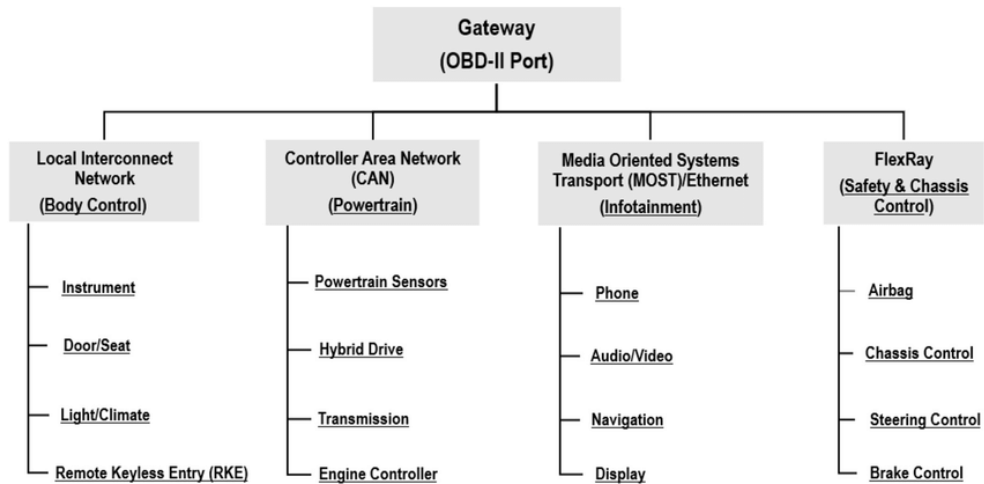 Gateway
(OBD-II Port)
Local Interconnect
Network
(Body Control)
Instrument
Door/Seat
Light/Climate
Remote Keyless Entry (RKE)
Controller Area Network
(CAN)
(Powertrain)
Powertrain Sensors
Hybrid Drive
Transmission
Engine Controller
Media Oriented Systems
Transport (MOST)/Ethernet
(Infotainment)
Phone
Audio/Video
Navigation
Display
FlexRay
(Safety & Chassis
Control)
Airbag
Chassis Control
Steering Control
Brake Control